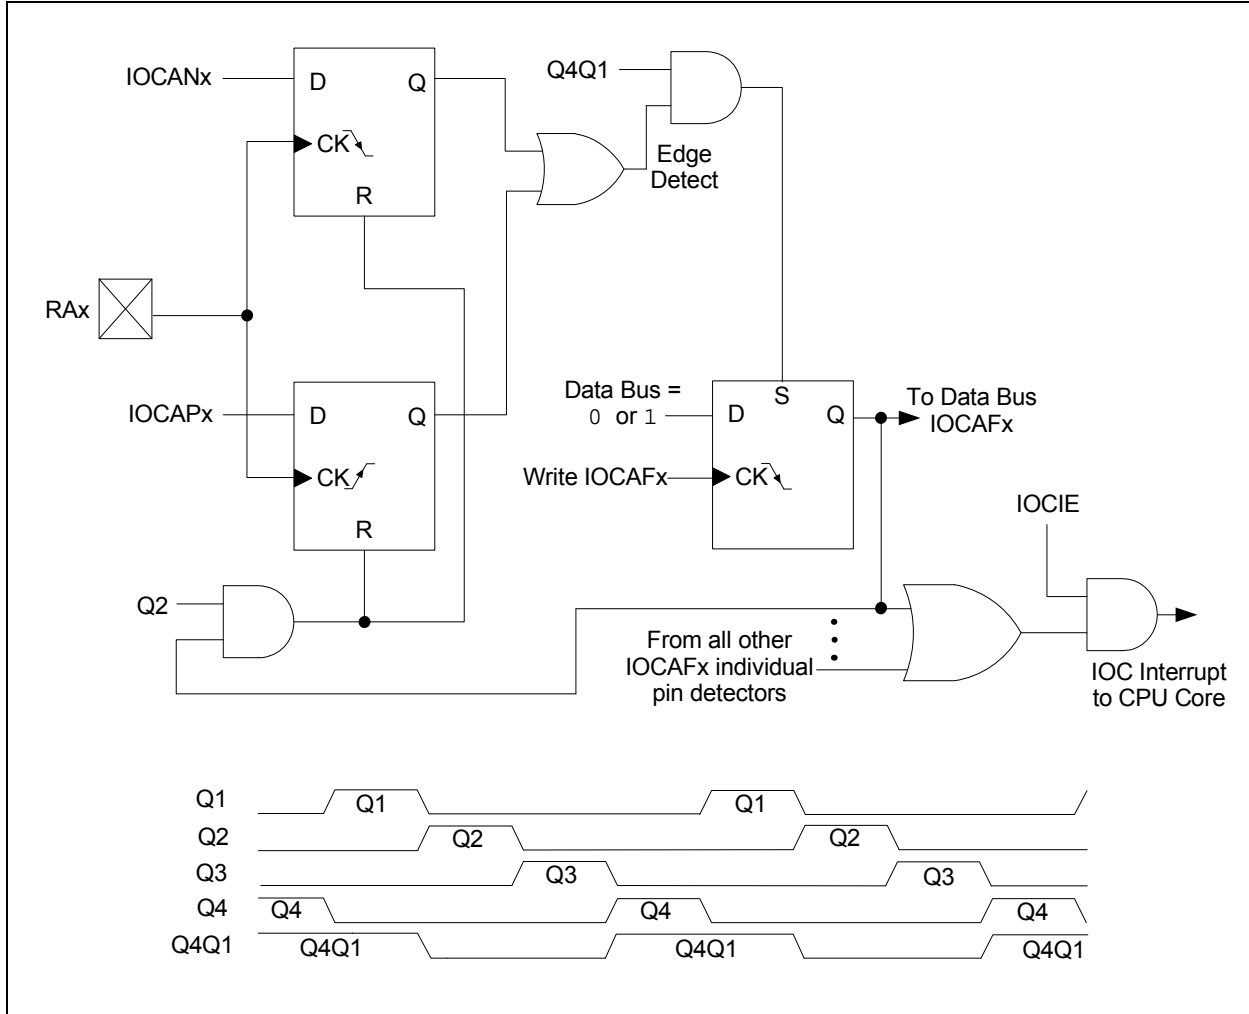 IOCANx
D
Q
CK
R
Q4Q1
Edge
Detect
RAx
IOCAPx
D
Q
CK
R
Data Bus =
0 or 1
S
D
Q
To Data Bus
IOCAFx
Write IOCAFx
CK
IOCIE
Q2
From all other
IOCAFx individual
pin detectors
IOC Interrupt
to CPU Core
Q1
Q1
Q1
Q2
Q2
Q2
Q3
Q3
Q3
Q4
Q4
Q4
Q4
Q4Q1
Q4Q1
Q4Q1
Q4Q1